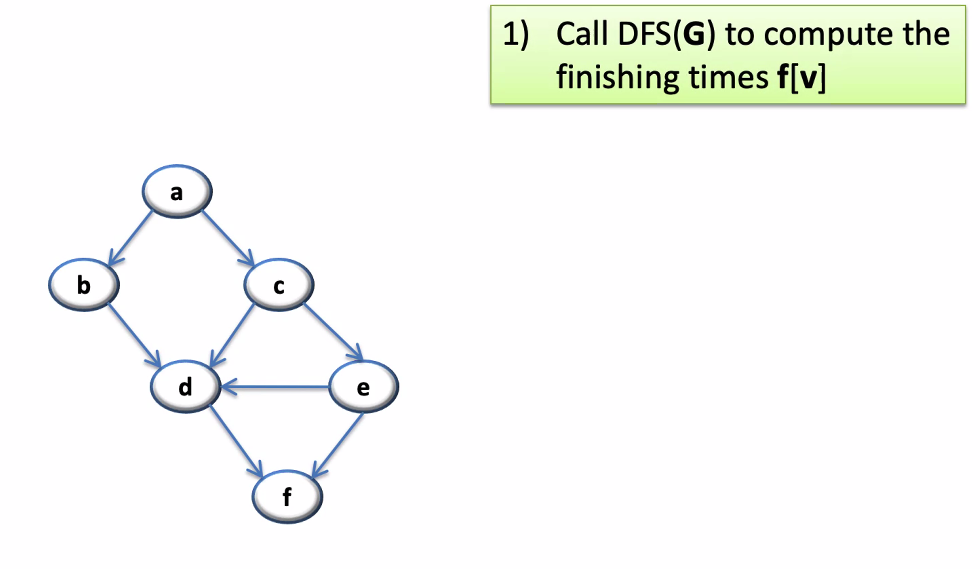 1) Call DFS(G) to compute the
finishing times f[v]
a
b
c
d
e
f